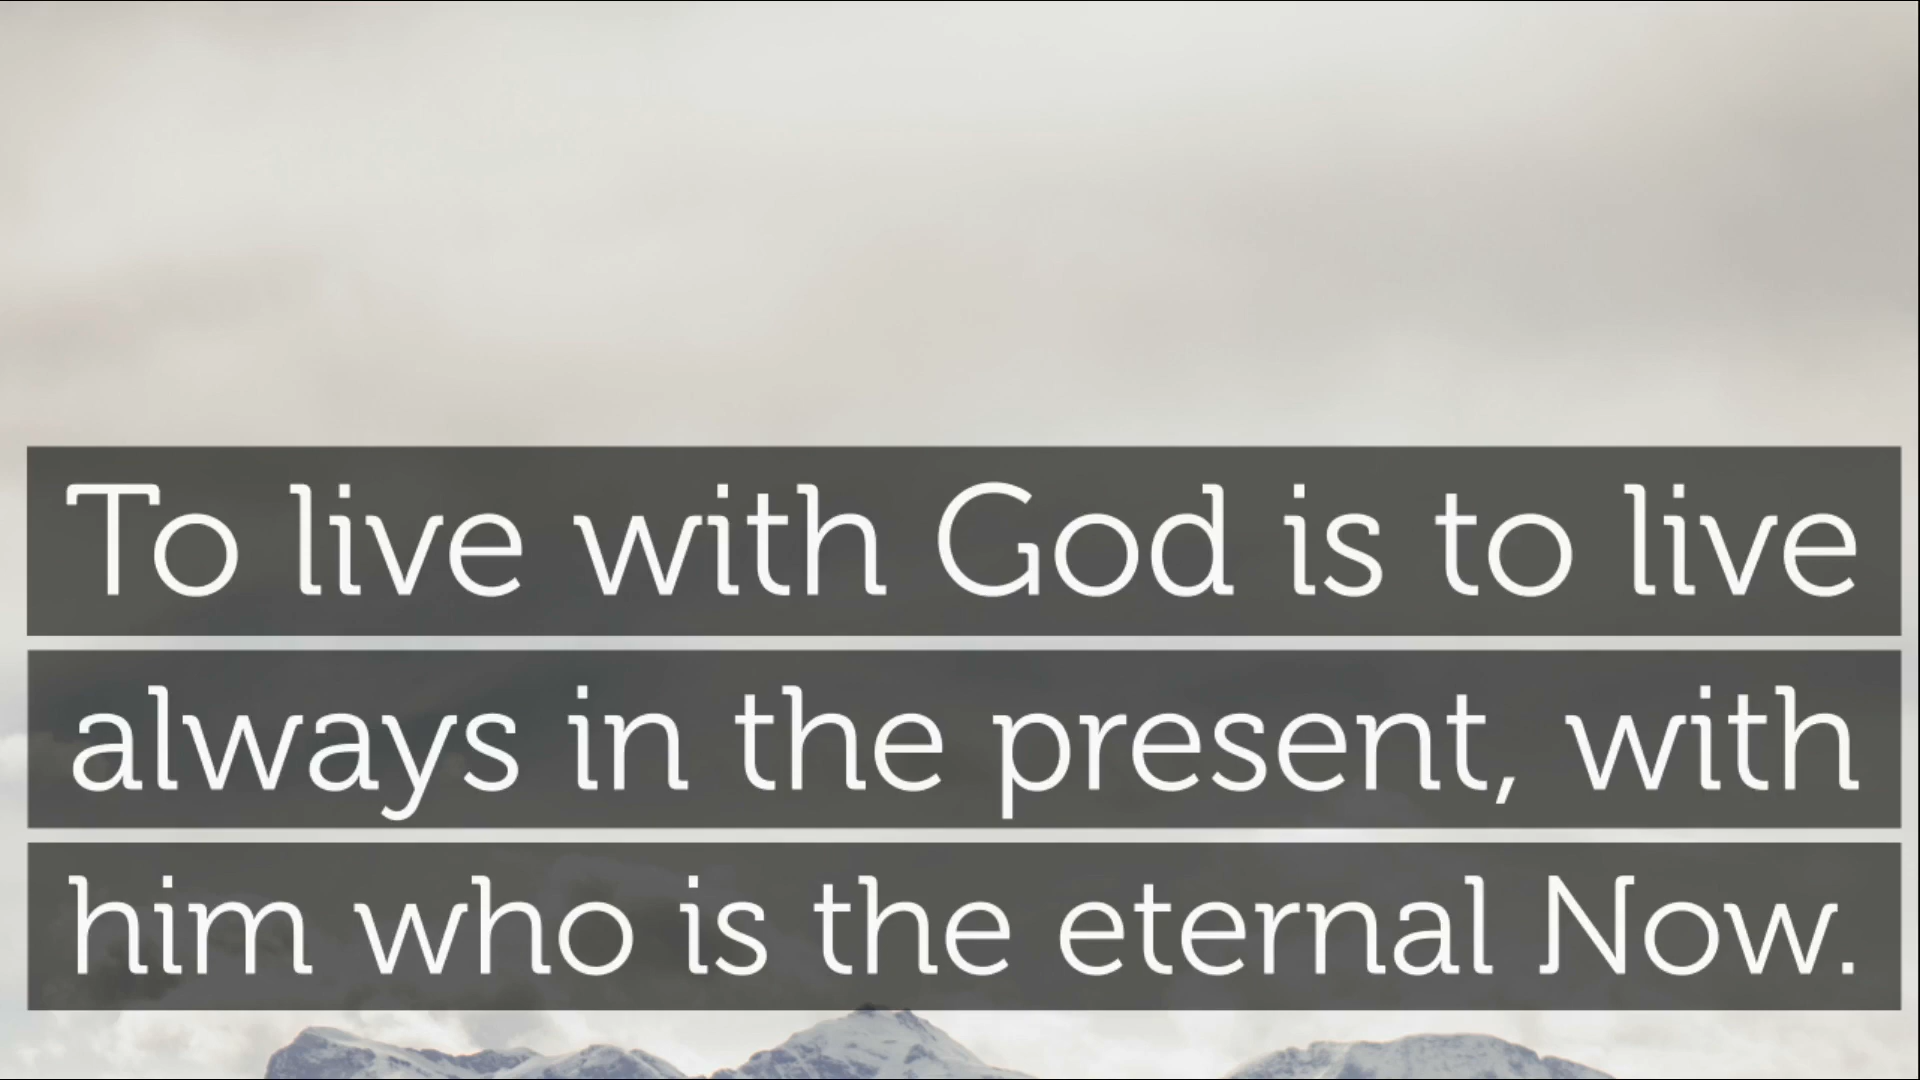 To live with God is to live
always in the present, with
him who is the eternal Now.